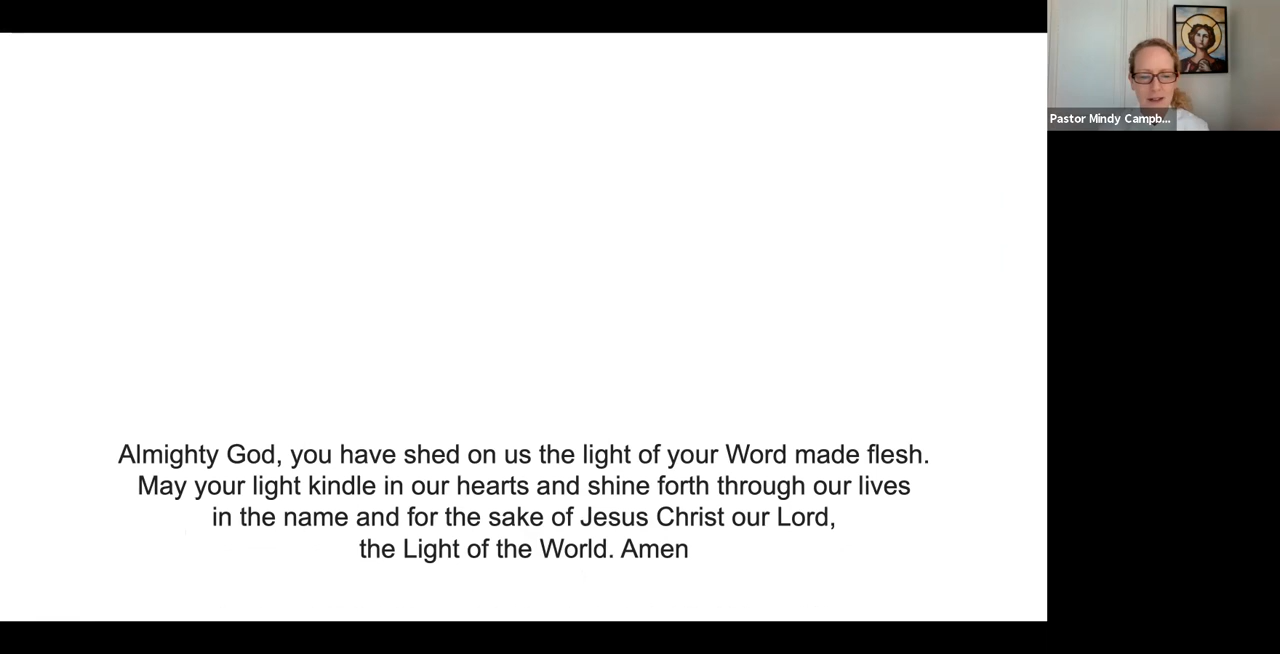 Almighty God, you have shed on us the light of your Word made flesh.
May your light kindle in our hearts and shine forth through our lives
in the name and for the sake of Jesus Christ our Lord,
the Light of the World. Amen
Pastor Mindy Campb...